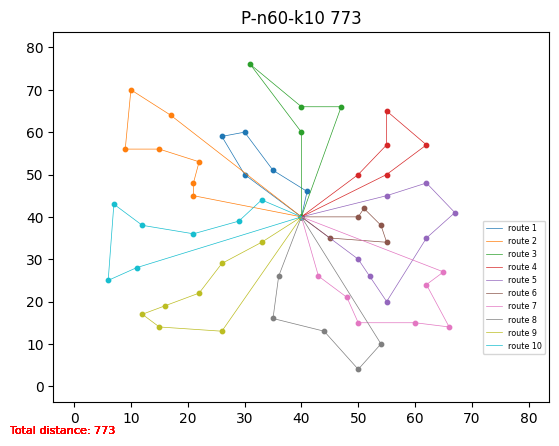 P-n60-k10 773
80
70
60
50
40
30
20
10
0
route 1
route 2
route 3
route 4
route 5
route 6
route 7
route 8
route 9
route 10
0 10 20 30 40 50 60 70 80
Total distance: 773